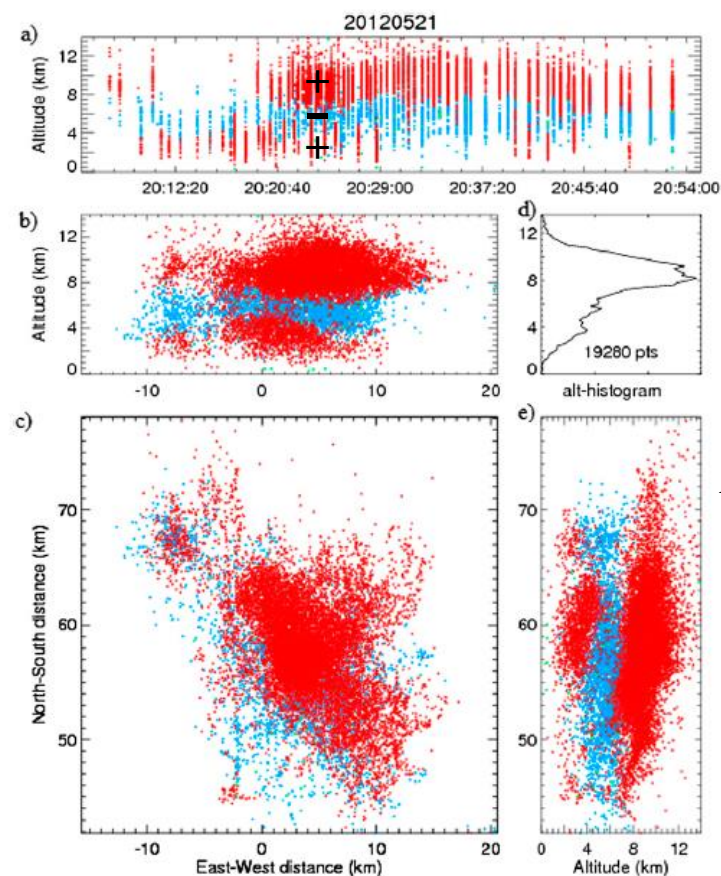 20120521
a)
12
8
4
0
Altitude (km)
+
−
+
20:12:20 20:20:40 20:29:00 20:37:20 20:45:40 20:54:00
b)
12
8
4
0
Altitude (km)
-10 0 10 20
d)
12
8
4
0
19280 pts
alt-histogram
c)
70
60
50
North-South distance (km)
-10 0 10 20
East-West distance (km)
e)
70
60
50
0 4 8 12
Altitude (km)